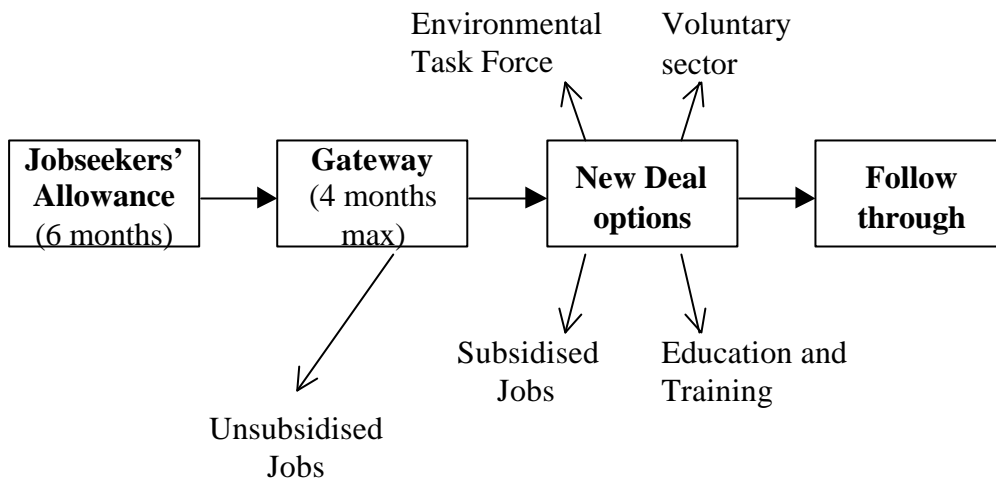 Environmental
Task Force
Voluntary
sector
Jobseekers’
Allowance
(6 months)
Gateway
(4 months
max)
New Deal
options
Follow
through
Subsidised
Jobs
Education and
Training
Unsubsidised
Jobs